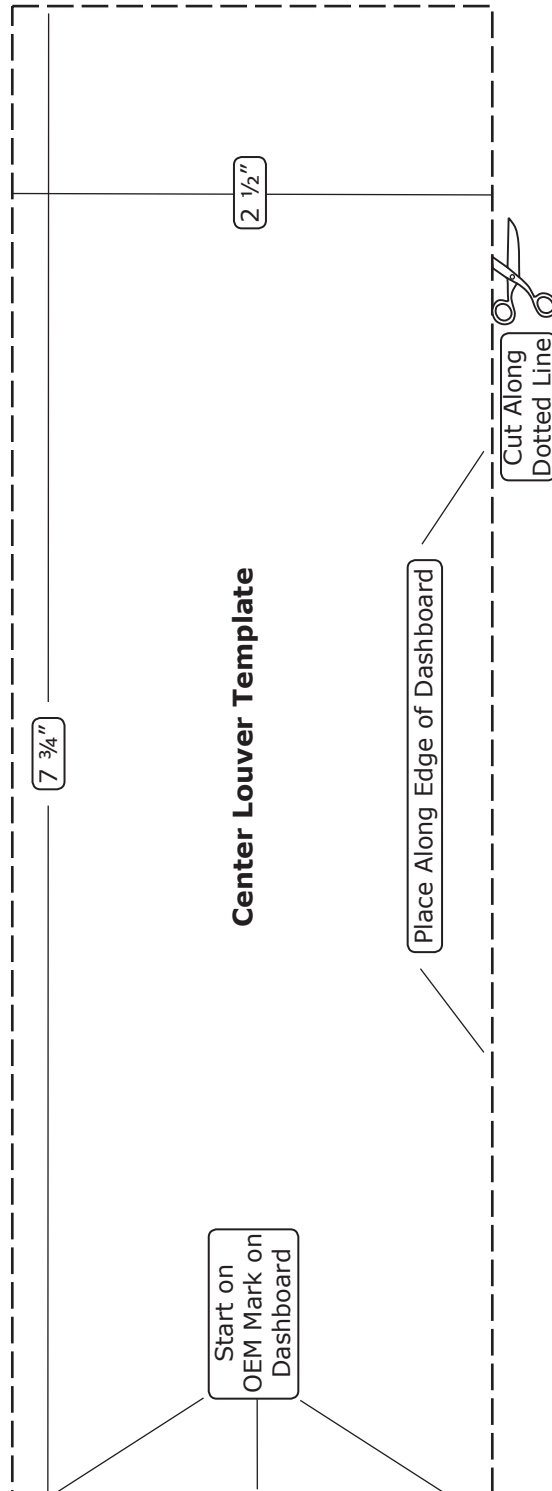 7 ¾”
2 ½”
Center Louver Template
Start on
OEM Mark on
Dashboard
Place Along Edge of Dashboard
Cut Along
Dotted Line